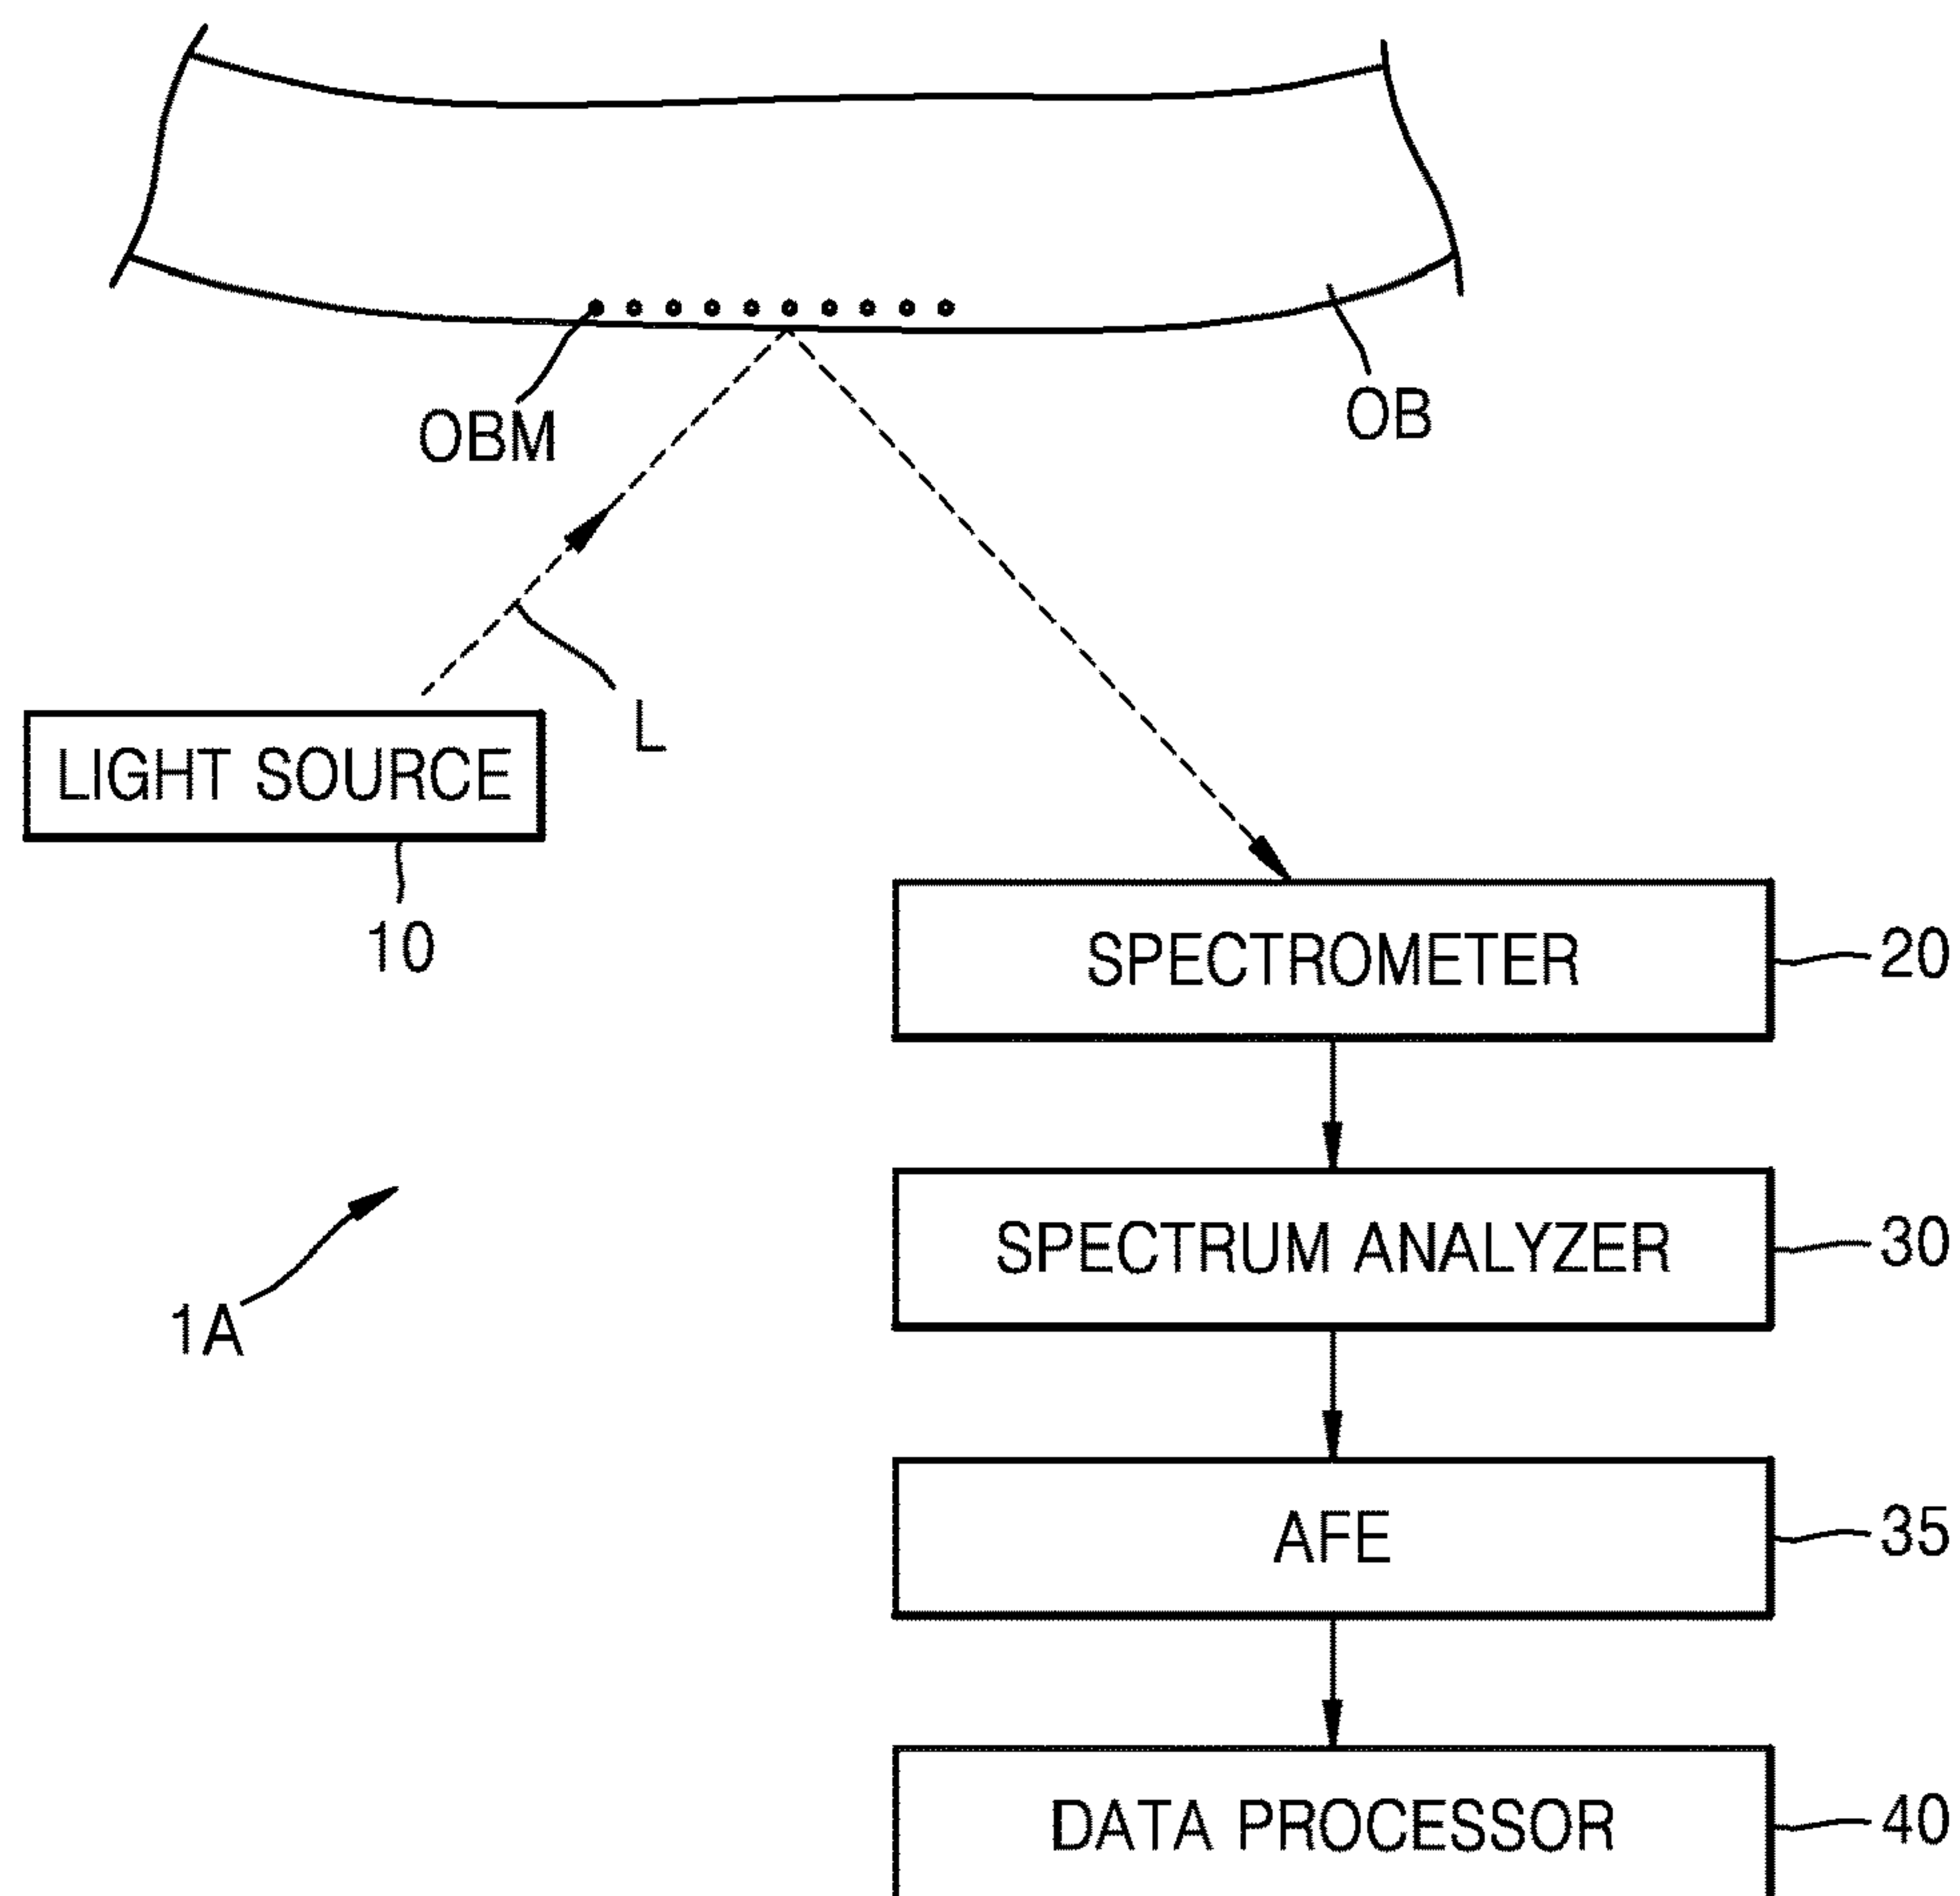 OBM
OB
L
LIGHT SOURCE
10
SPECTROMETER
20
SPECTRUM ANALYZER
30
1A
AFE
35
DATA PROCESSOR
40